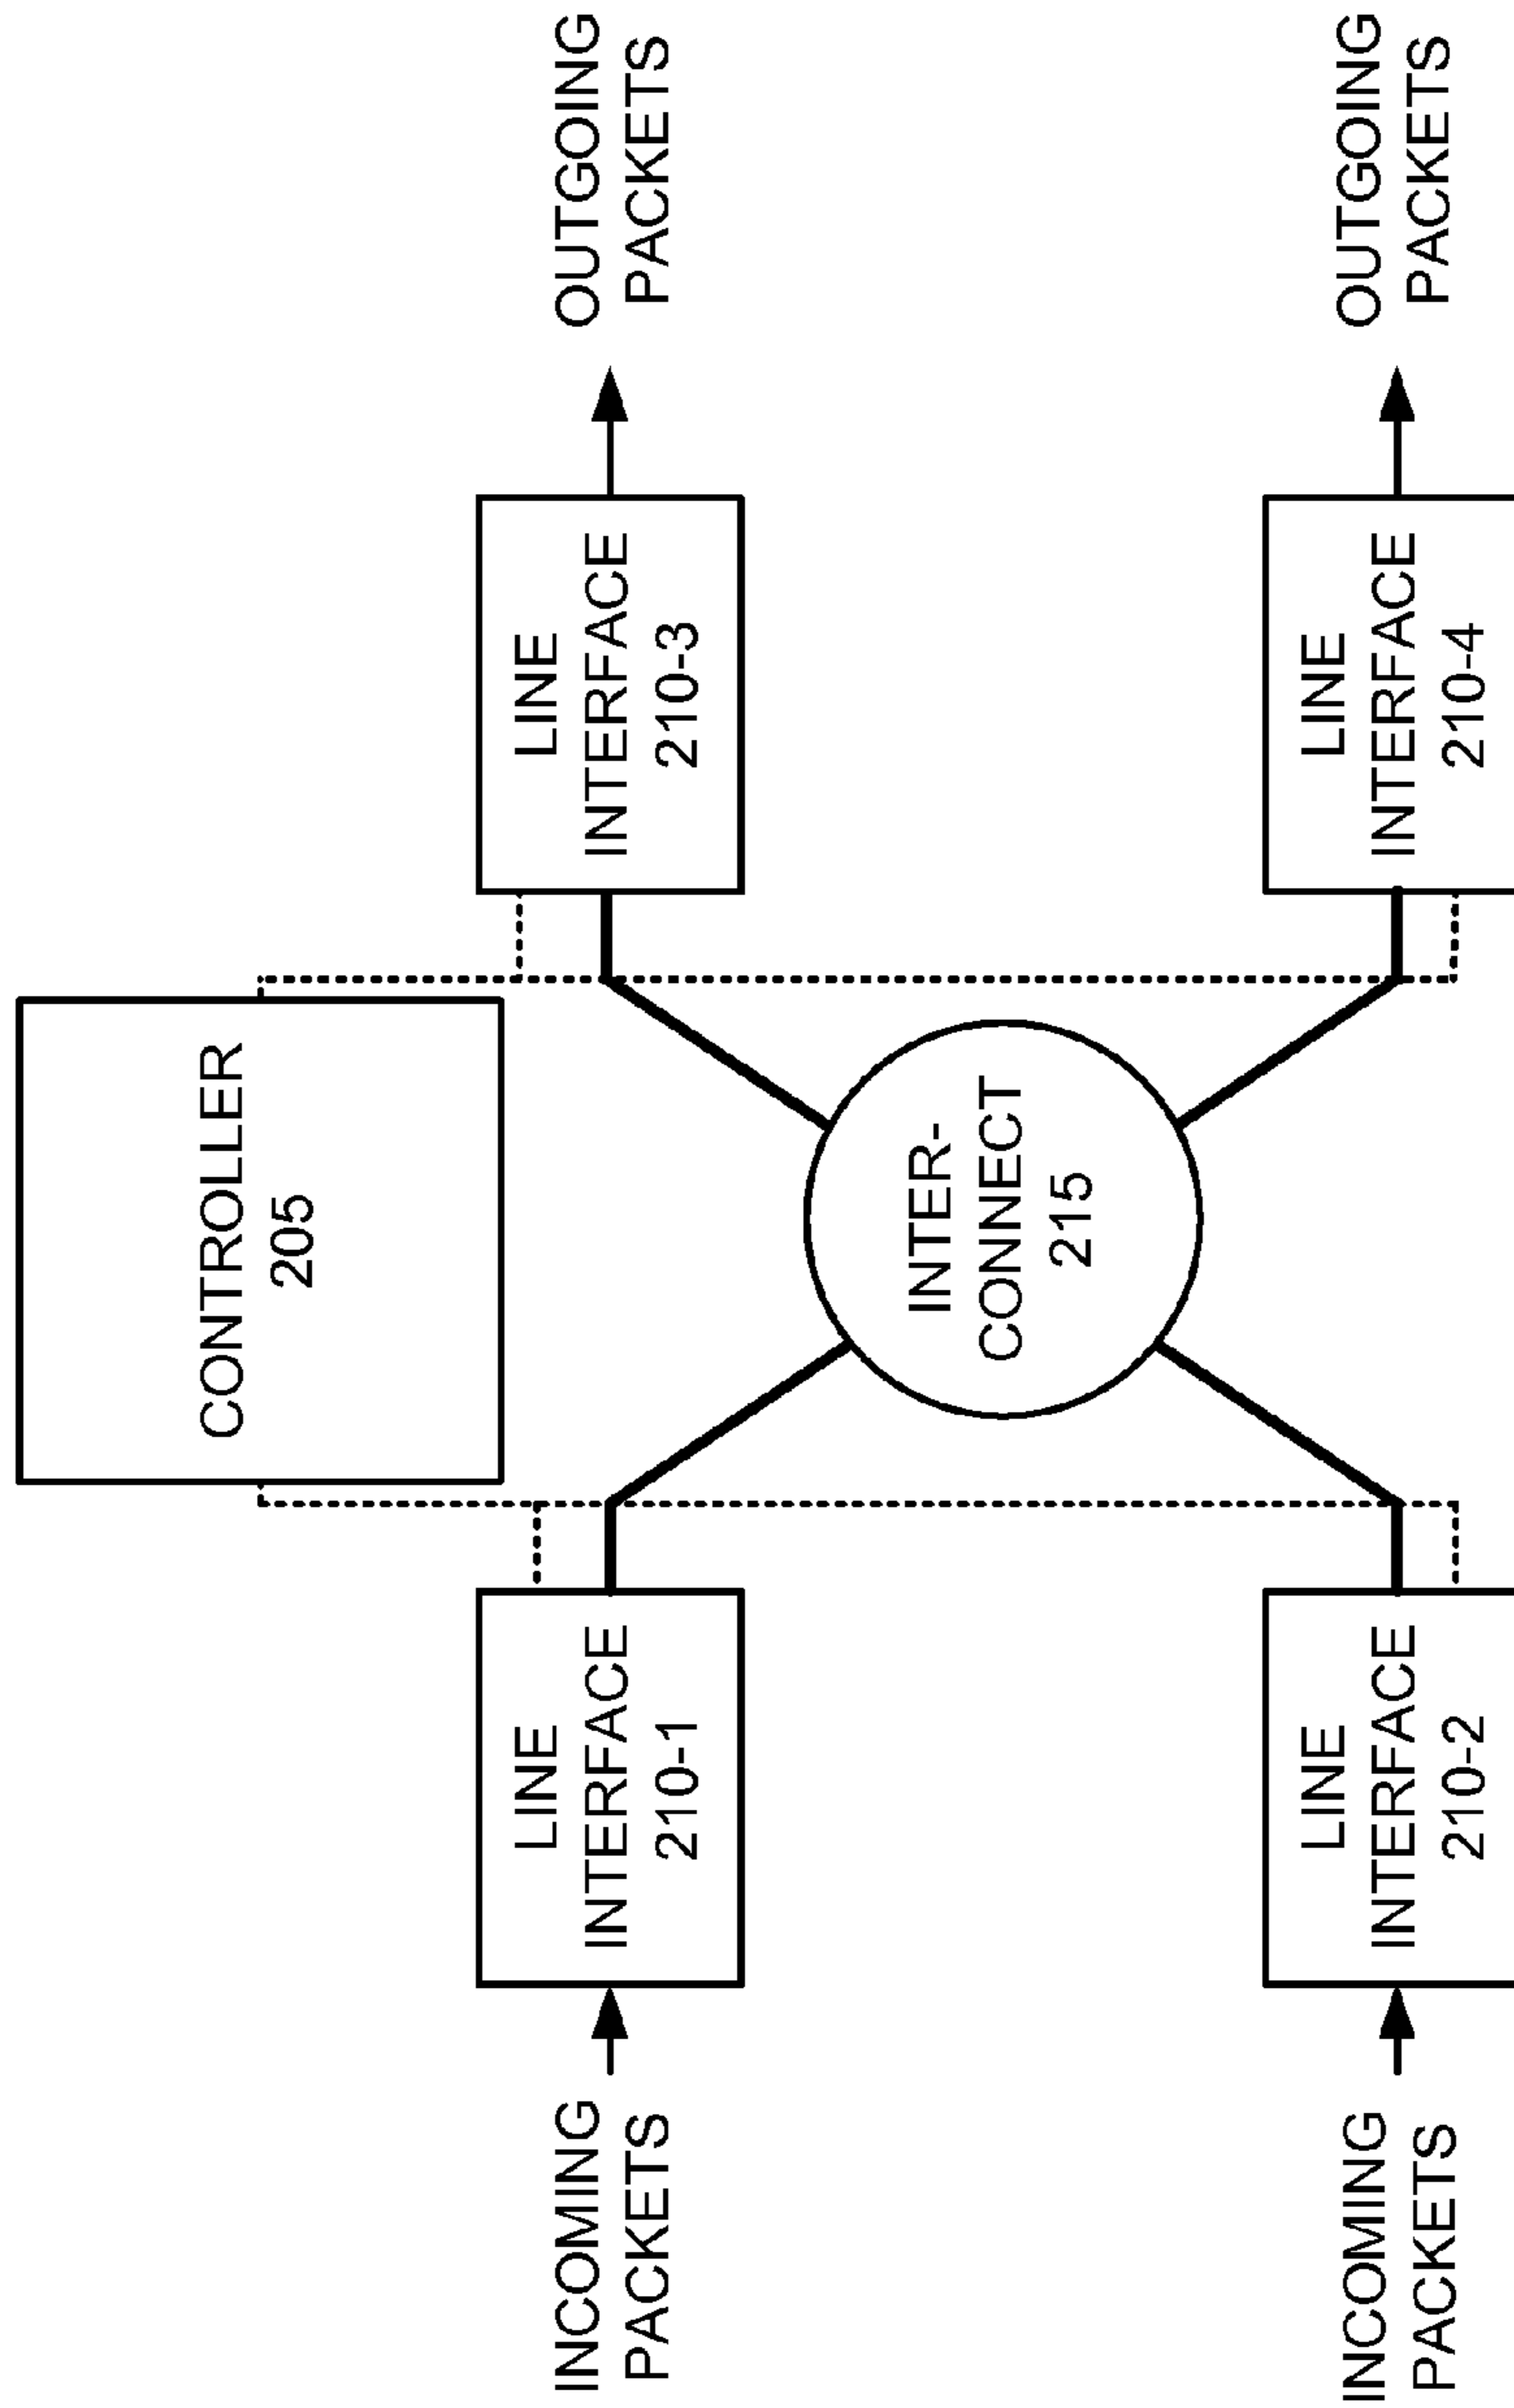 CONTROLLER
205
INCOMING
PACKETS
LINE
INTERFACE
210-1
LINE
INTERFACE
210-3
OUTGOING
PACKETS
INTER-
CONNECT
215
INCOMING
PACKETS
LINE
INTERFACE
210-2
LINE
INTERFACE
210-4
OUTGOING
PACKETS